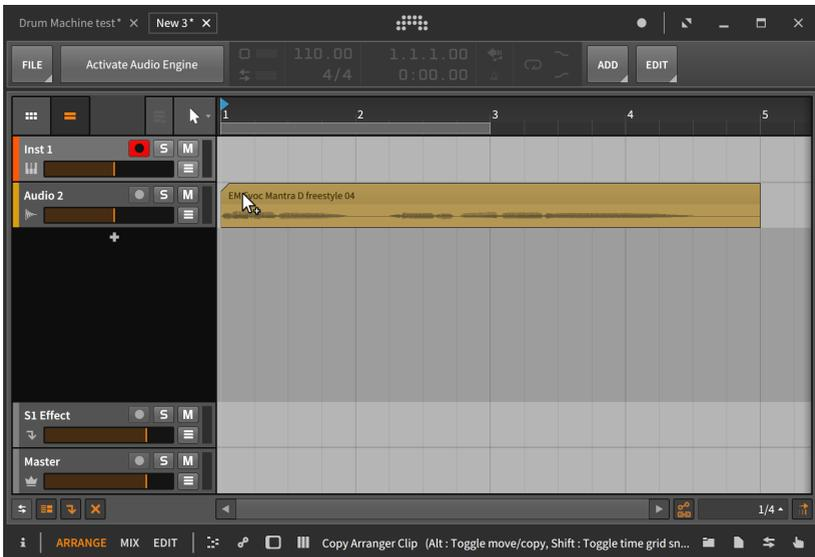 Drum Machine test*
New 3*
FILE
Activate Audio Engine
110.00
4/4
1.1.1.00
0:00.00
ADD
EDIT
1
2
3
4
5
Inst 1
S
M
Audio 2
S
M
EM
voc Mantra D freestyle 04
S1 Effect
S
M
Master
S
M
1/4
i
ARRANGE
MIX
EDIT
Copy Arranger Clip (Alt : Toggle move/copy, Shift : Toggle time grid sn...